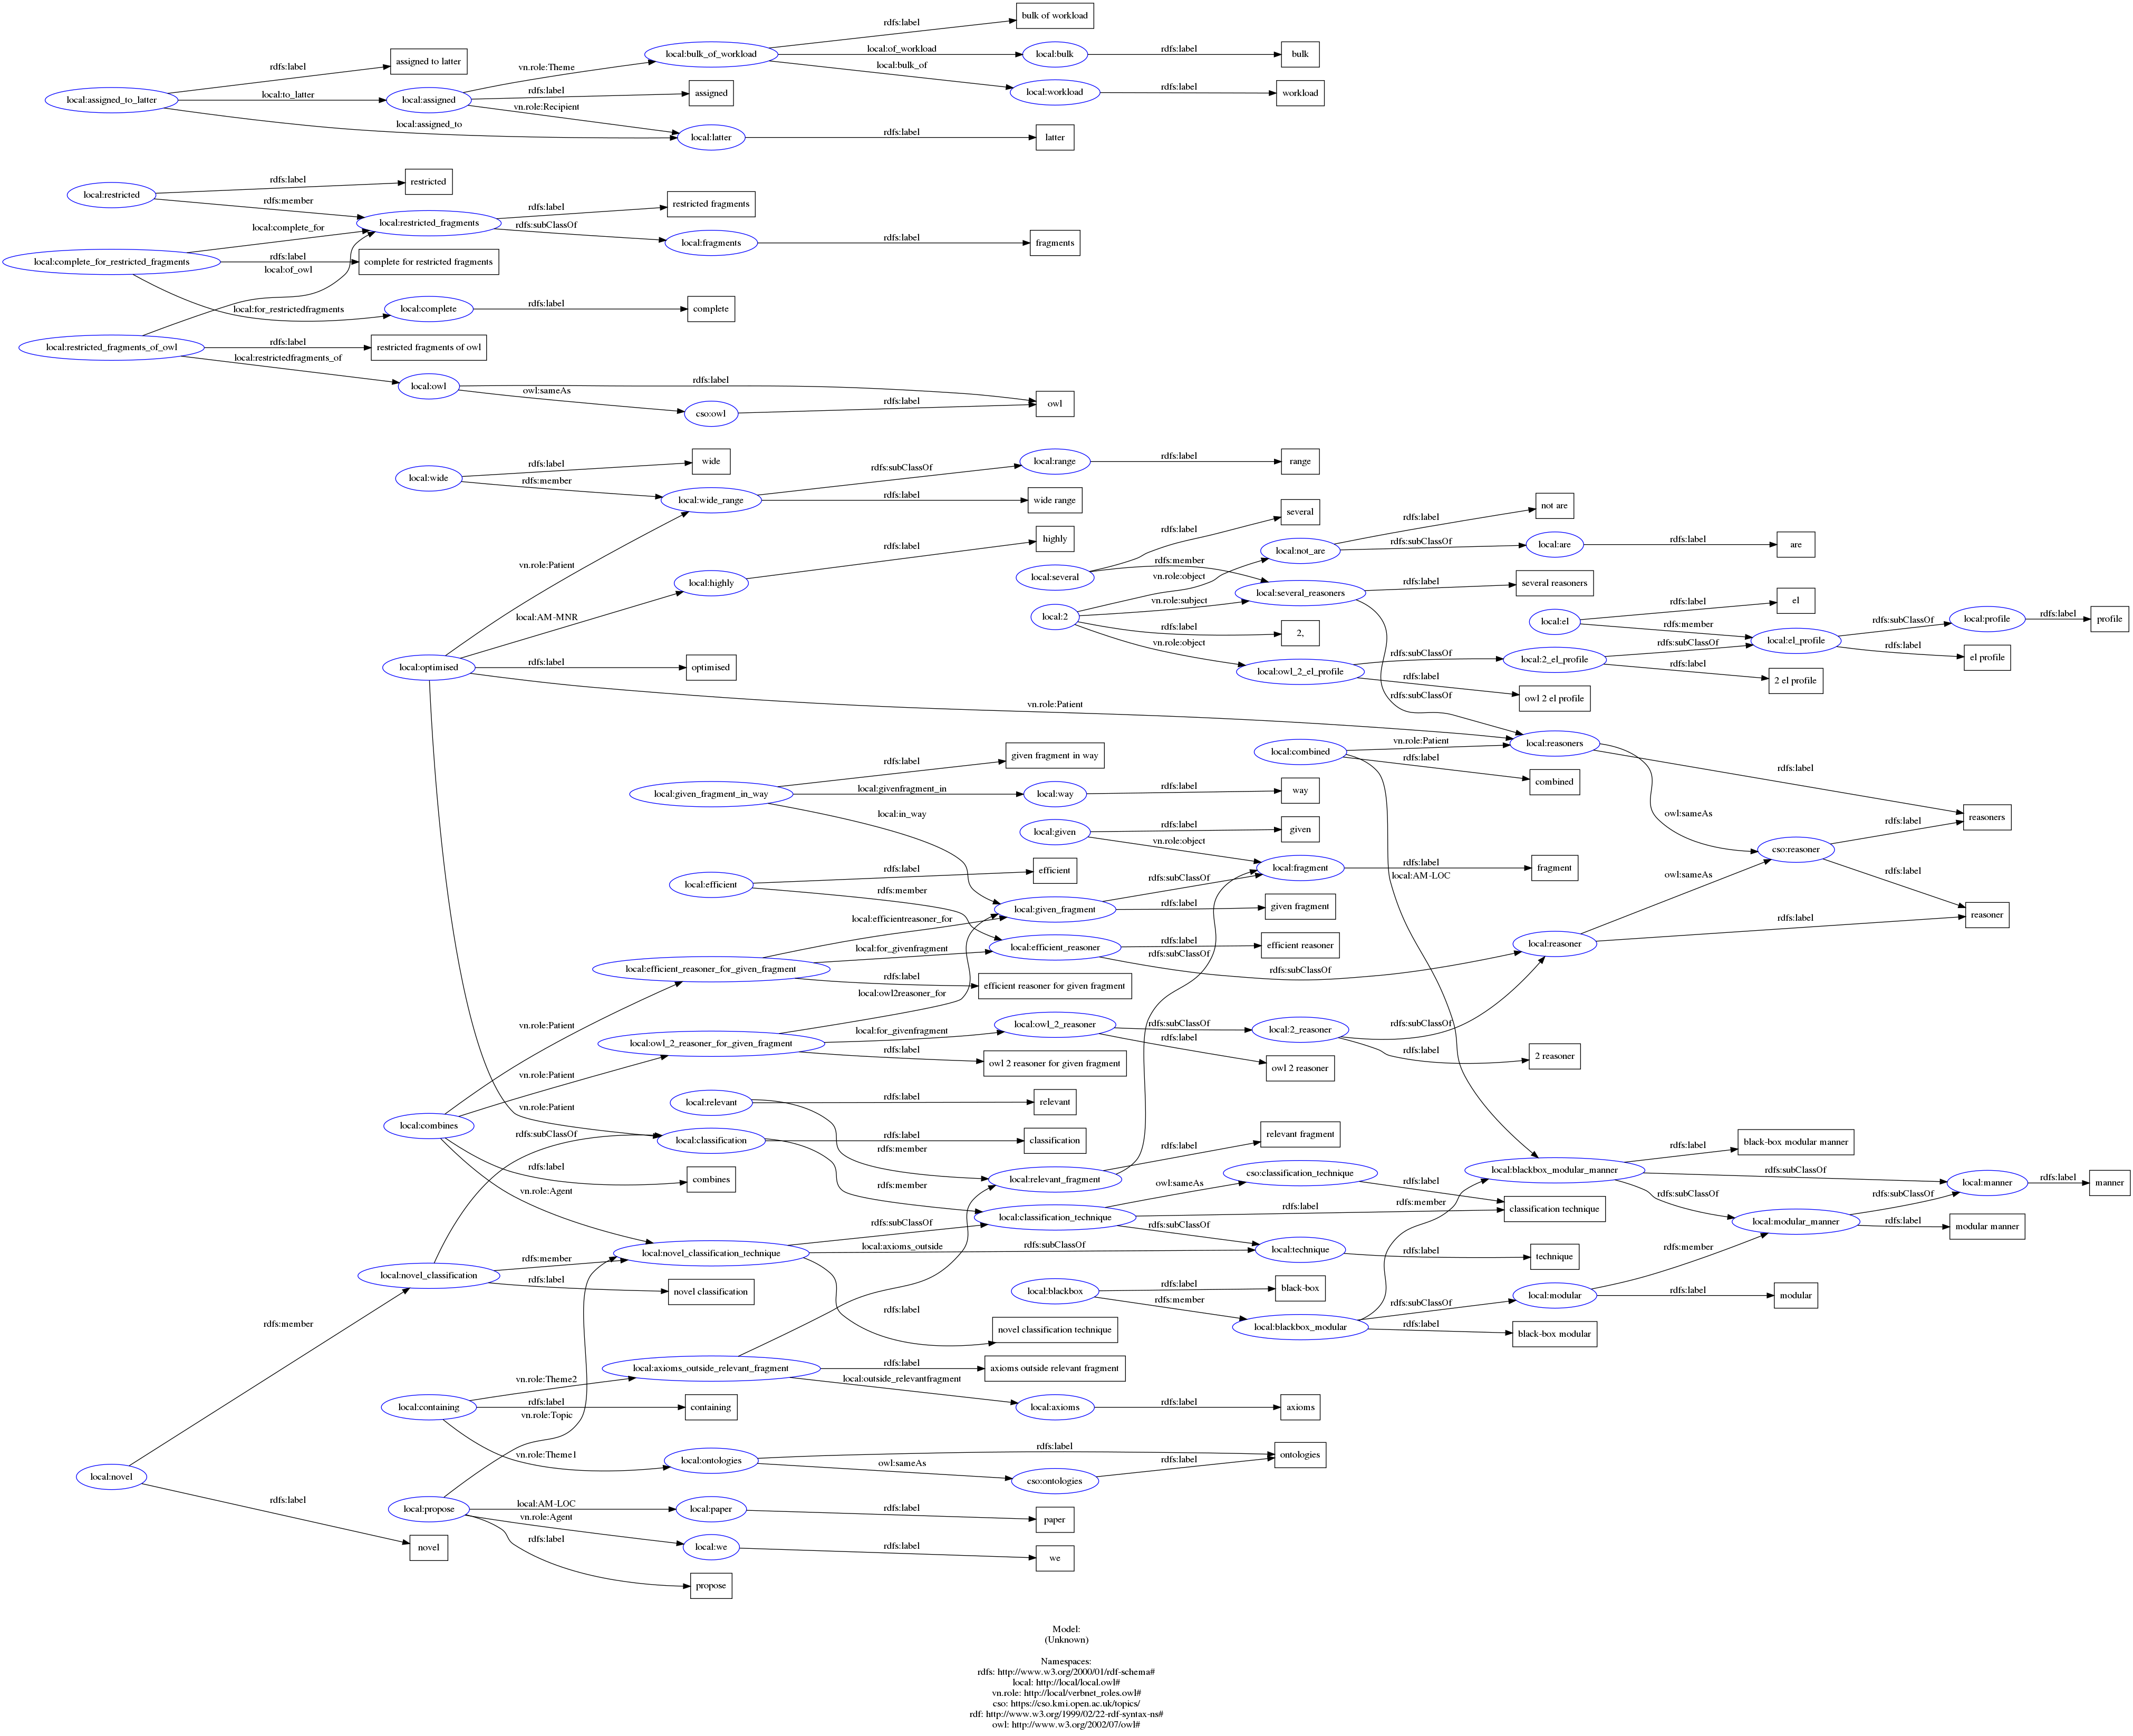 rdfs:label
bulk of workload
local:bulk_of_workload
local:of_workload
local:bulk
rdfs:label
bulk
rdfs:label
assigned to latter
vn.role:Theme
local:bulk_of
local:assigned_to_latter
local:to_latter
local:assigned
rdfs:label
assigned
local:workload
rdfs:label
workload
vn.role:Recipient
local:assigned_to
local:latter
rdfs:label
latter
rdfs:label
restricted
local:restricted
rdfs:member
local:restricted_fragments
rdfs:label
restricted fragments
local:complete_for
rdfs:subClassOf
local:fragments
rdfs:label
fragments
local:complete_for_restricted_fragments
rdfs:label
complete for restricted fragments
local:of_owl
local:for_restrictedfragments
local:complete
rdfs:label
complete
local:restricted_fragments_of_owl
rdfs:label
restricted fragments of owl
local:restrictedfragments_of
local:owl
rdfs:label
owl:sameAs
cso:owl
rdfs:label
owl
local:wide
rdfs:label
wide
rdfs:member
local:wide_range
rdfs:subClassOf
local:range
rdfs:label
range
rdfs:label
wide range
vn.role:Patient
local:highly
rdfs:label
highly
local:AM-MNR
local:optimised
rdfs:label
optimised
vn.role:Patient
local:several
rdfs:label
several
rdfs:member
local:not_are
rdfs:label
not are
rdfs:subClassOf
local:are
rdfs:label
are
vn.role:object
local:several_reasoners
rdfs:label
several reasoners
local:2
vn.role:subject
rdfs:label
2,
vn.role:object
local:owl_2_el_profile
rdfs:subClassOf
local:2_el_profile
rdfs:label
owl 2 el profile
local:el
rdfs:label
el
rdfs:member
local:el_profile
rdfs:subClassOf
local:profile
rdfs:label
profile
rdfs:subClassOf
rdfs:label
el profile
rdfs:label
2 el profile
rdfs:subClassOf
local:combined
vn.role:Patient
local:reasoners
rdfs:label
combined
rdfs:label
reasoners
owl:sameAs
cso:reasoner
rdfs:label
rdfs:label
reasoner
local:given_fragment_in_way
rdfs:label
given fragment in way
local:givenfragment_in
local:way
rdfs:label
way
local:in_way
local:given
rdfs:label
given
vn.role:object
local:fragment
rdfs:label
fragment
local:AM-LOC
local:efficient
rdfs:label
efficient
rdfs:member
local:given_fragment
rdfs:subClassOf
rdfs:label
given fragment
local:efficientreasoner_for
local:efficient_reasoner_for_given_fragment
local:for_givenfragment
local:efficient_reasoner
rdfs:label
efficient reasoner
rdfs:subClassOf
rdfs:subClassOf
local:reasoner
owl:sameAs
rdfs:label
rdfs:label
efficient reasoner for given fragment
local:owl2reasoner_for
vn.role:Patient
local:owl_2_reasoner_for_given_fragment
local:for_givenfragment
local:owl_2_reasoner
rdfs:subClassOf
local:2_reasoner
rdfs:subClassOf
rdfs:label
2 reasoner
rdfs:label
owl 2 reasoner for given fragment
rdfs:label
owl 2 reasoner
vn.role:Patient
vn.role:Patient
local:combines
local:relevant
rdfs:label
relevant
rdfs:subClassOf
local:classification
rdfs:label
classification
rdfs:member
rdfs:label
combines
vn.role:Agent
rdfs:member
local:relevant_fragment
rdfs:label
relevant fragment
owl:sameAs
cso:classification_technique
rdfs:label
classification technique
local:classification_technique
rdfs:label
rdfs:subClassOf
rdfs:subClassOf
local:novel_classification_technique
local:axioms_outside
rdfs:subClassOf
local:technique
rdfs:label
technique
local:novel_classification
rdfs:member
rdfs:label
novel classification
rdfs:label
novel classification technique
rdfs:member
local:blackbox_modular_manner
rdfs:label
black-box modular manner
rdfs:subClassOf
local:manner
rdfs:label
manner
rdfs:subClassOf
local:modular_manner
rdfs:subClassOf
rdfs:label
modular manner
rdfs:member
local:blackbox
rdfs:label
black-box
rdfs:member
local:blackbox_modular
rdfs:subClassOf
local:modular
rdfs:label
modular
rdfs:label
black-box modular
rdfs:member
local:axioms_outside_relevant_fragment
rdfs:label
axioms outside relevant fragment
local:outside_relevantfragment
local:axioms
rdfs:label
axioms
local:containing
vn.role:Theme2
rdfs:label
containing
vn.role:Topic
vn.role:Theme1
local:ontologies
rdfs:label
ontologies
owl:sameAs
cso:ontologies
rdfs:label
local:novel
rdfs:label
novel
local:propose
local:AM-LOC
local:paper
rdfs:label
paper
vn.role:Agent
local:we
rdfs:label
we
rdfs:label
propose
Model:
(Unknown)
Namespaces:
rdfs: http://www.w3.org/2000/01/rdf-schema#
local: http://local/local.owl#
vn.role: http://local/verbnet_roles.owl#
cso: https://cso.kmi.open.ac.uk/topics/
rdf: http://www.w3.org/1999/02/22-rdf-syntax-ns#
owl: http://www.w3.org/2002/07/owl#